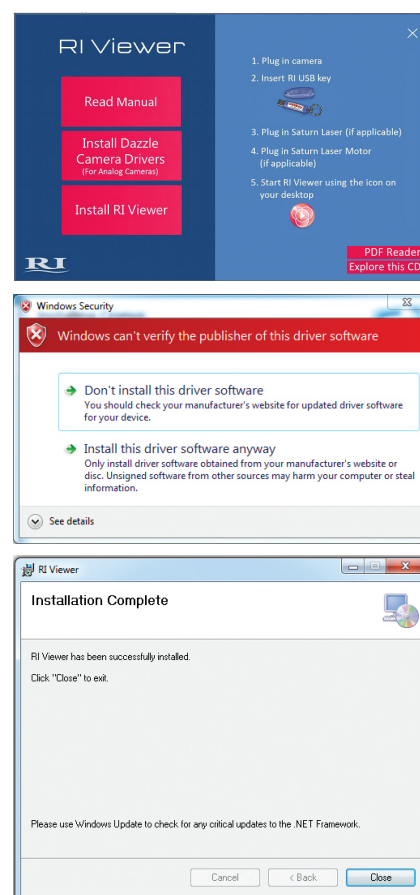 RI Viewer
Read Manual
Install Dazzle
Camera Drivers
(For Analog Cameras)
Install RI Viewer
RI
1. Plug in camera
2. Insert RI USB key
3. Plug in Saturn Laser (if applicable)
4. Plug in Saturn Laser Motor
(if applicable)
5. Start RI Viewer using the icon on
your desktop
PDF Reader
Explore this CD
Windows Security
Windows can't verify the publisher of this driver software
Don't install this driver software
You should check your manufacturer's website for updated driver software
for your device.
Install this driver software anyway
Only install driver software obtained from your manufacturer's website or
disc. Unsigned software from other sources may harm your computer or steal
information.
See details
RI Viewer
Installation Complete
RI Viewer has been successfully installed.
Click "Close" to exit.
Please use Windows Update to check for any critical updates to the .NET Framework.
Cancel
< Back
Close